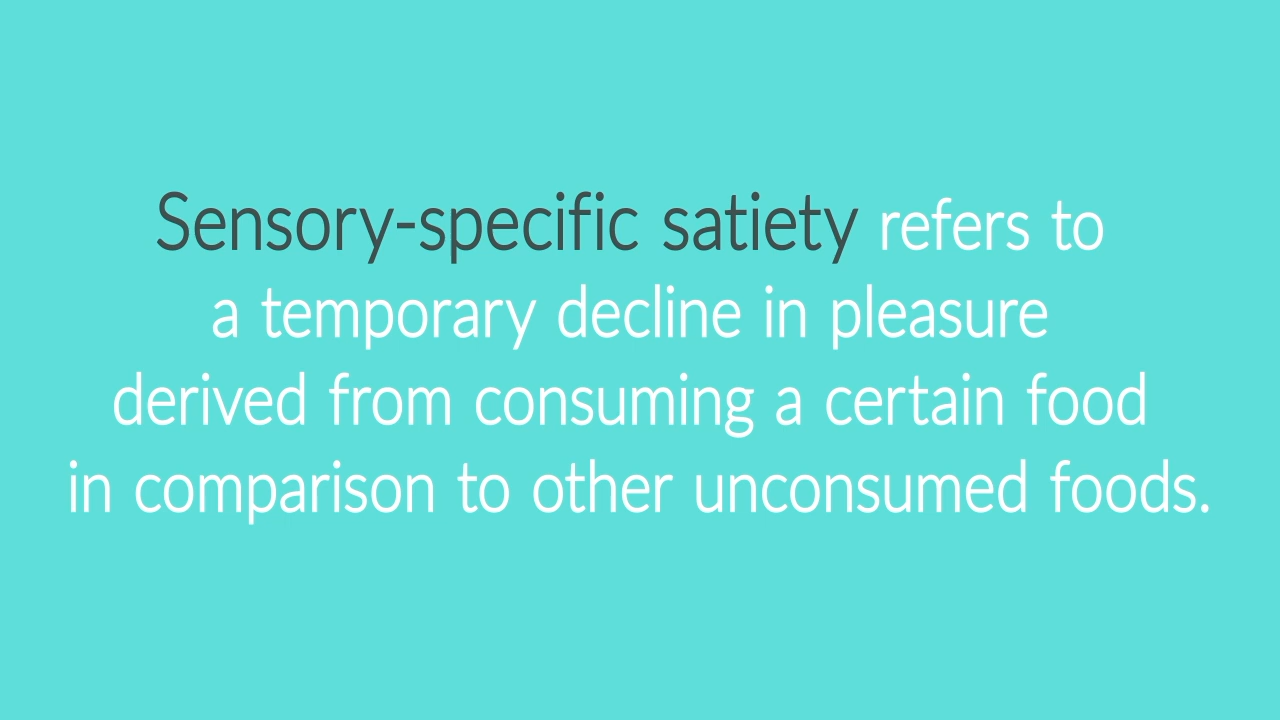 Sensory-specific satiety refers to
a temporary decline in pleasure
derived from consuming a certain food
in comparison to other unconsumed foods.